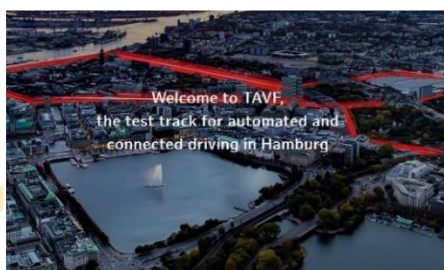 Welcome to TAVF,
the test track for automated and
connected driving in Hamburg